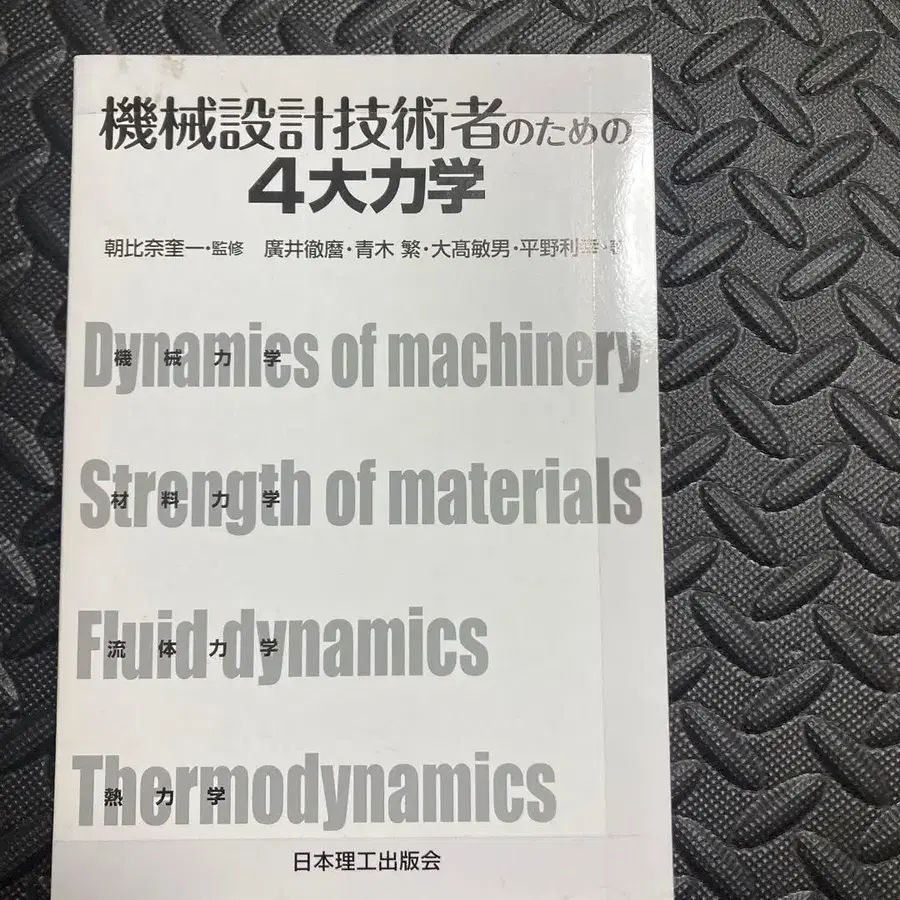 機械設計技術者のための
4大力学
朝比奈奎一・監修 廣井徹麿・青木 繁・大髙敏男・平野利幸・著
Dynamics of machinery
機械力学
Strength of materials
材料力学
Fluid dynamics
流体力学
Thermodynamics
熱力学
日本理工出版会